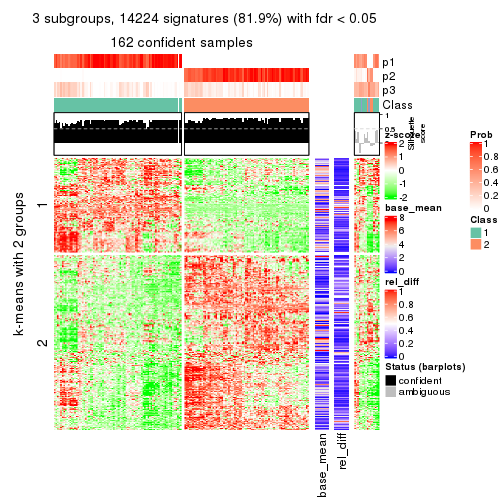 3 subgroups, 14224 signatures (81.9%) with fdr < 0.05
162 confident samples
p1
p2
p3
Class
1
0.5
0
Silhouette
score
k-means with 2 groups
1
2
base_mean
rel_diff
z-score
2
1
0
-1
-2
base_mean
8
6
4
2
0
rel_diff
1
0.8
0.6
0.4
0.2
0
Status (barplots)
confident
ambiguous
Prob
1
0.8
0.6
0.4
0.2
0
Class
1
2